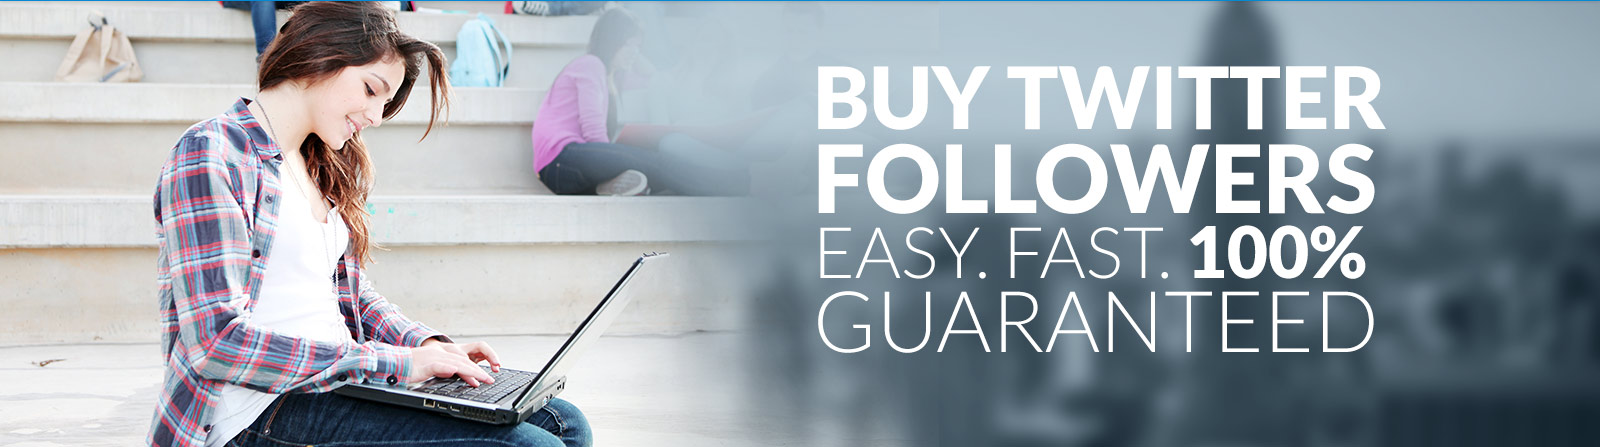 BUY TWITTER
FOLLOWERS
EASY. FAST. 100%
GUARANTEED